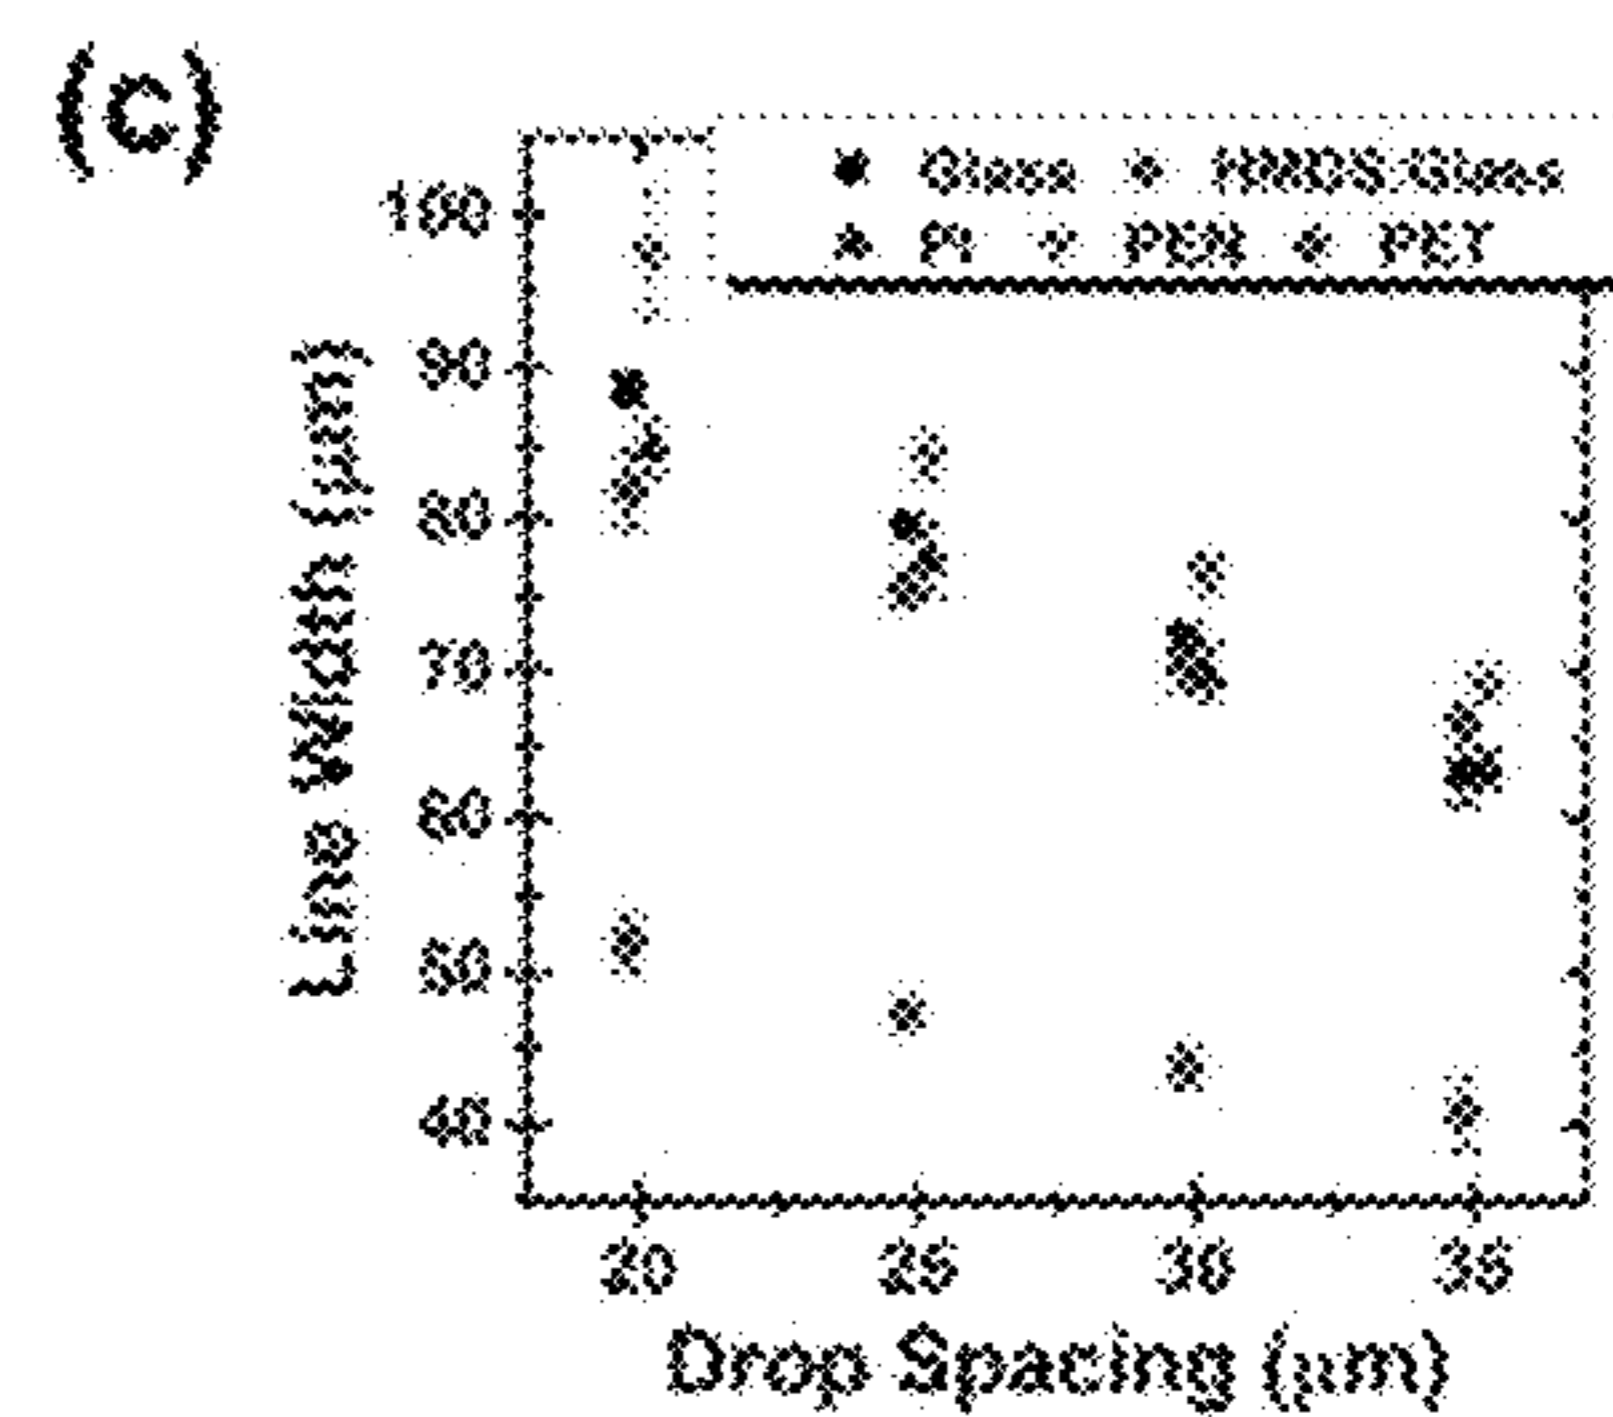 (c)
Glass HMDS:Glass
PI PEN PET
100
90
80
70
60
50
40
Line Width (μm)
20 25 30 35
Drop Spacing (μm)